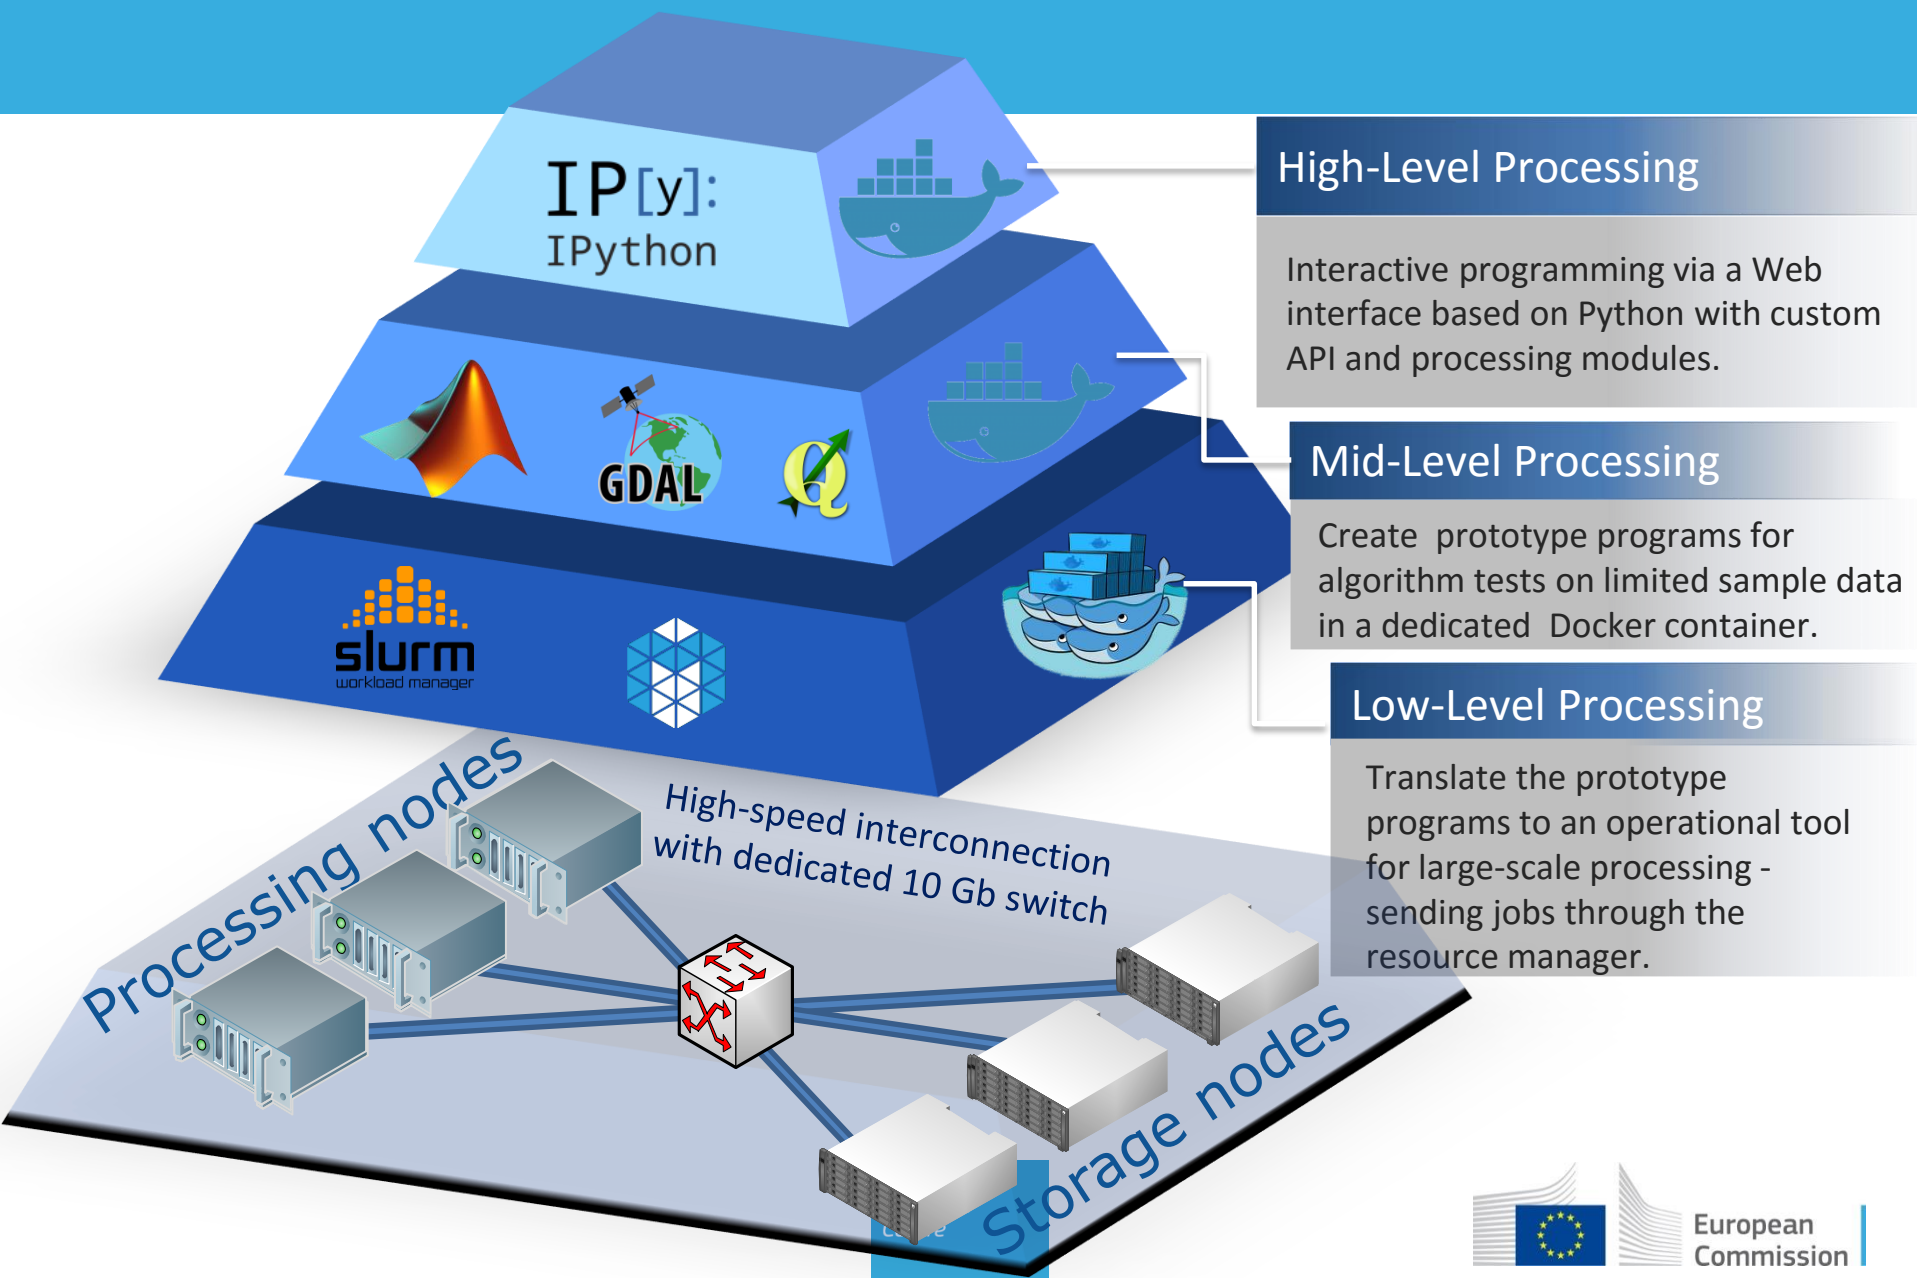 IP[y]:
IPython
High-Level Processing
Interactive programming via a Web
interface based on Python with custom
API and processing modules.
GDAL
Q
Mid-Level Processing
Create prototype programs for
algorithm tests on limited sample data
in a dedicated Docker container.
slurm
workload manager
Low-Level Processing
Translate the prototype
programs to an operational tool
for large-scale processing -
sending jobs through the
resource manager.
Processing nodes
High-speed interconnection
with dedicated 10 Gb switch
Storage nodes
European
Commission